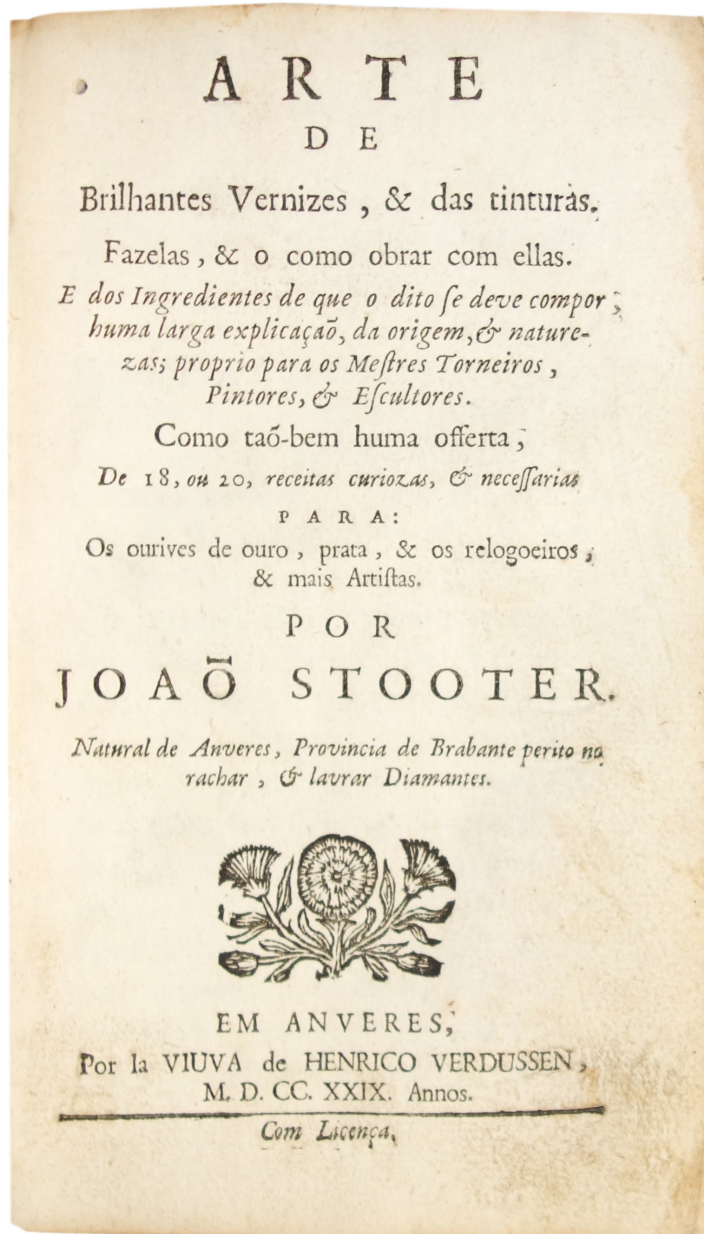 ARTE
DE
Brilhantes Vernizes, & das tinturas.
Fazelas, & o como obrar com ellas.
E dos Ingredientes de que o dito ſe deve compor;
huma larga explicaçaõ, da origem, & nature-
zas; proprio para os Meſtres Torneiros,
Pintores, & Eſcultores.
Como taõ-bem huma offerta;
De 18, ou 20, receitas curiozas, & neceſſarias
PARA:
Os ourives de ouro, prata, & os relogoeiros;
& mais Artiſtas.
POR
JOAÕ STOOTER.
Natural de Anveres, Provincia de Brabante perito no
rachar, & lavrar Diamantes.
EM ANVERES;
Por la VIUVA de HENRICO VERDUSSEN,
M. D. CC. XXIX. Annos.
Com Licença.